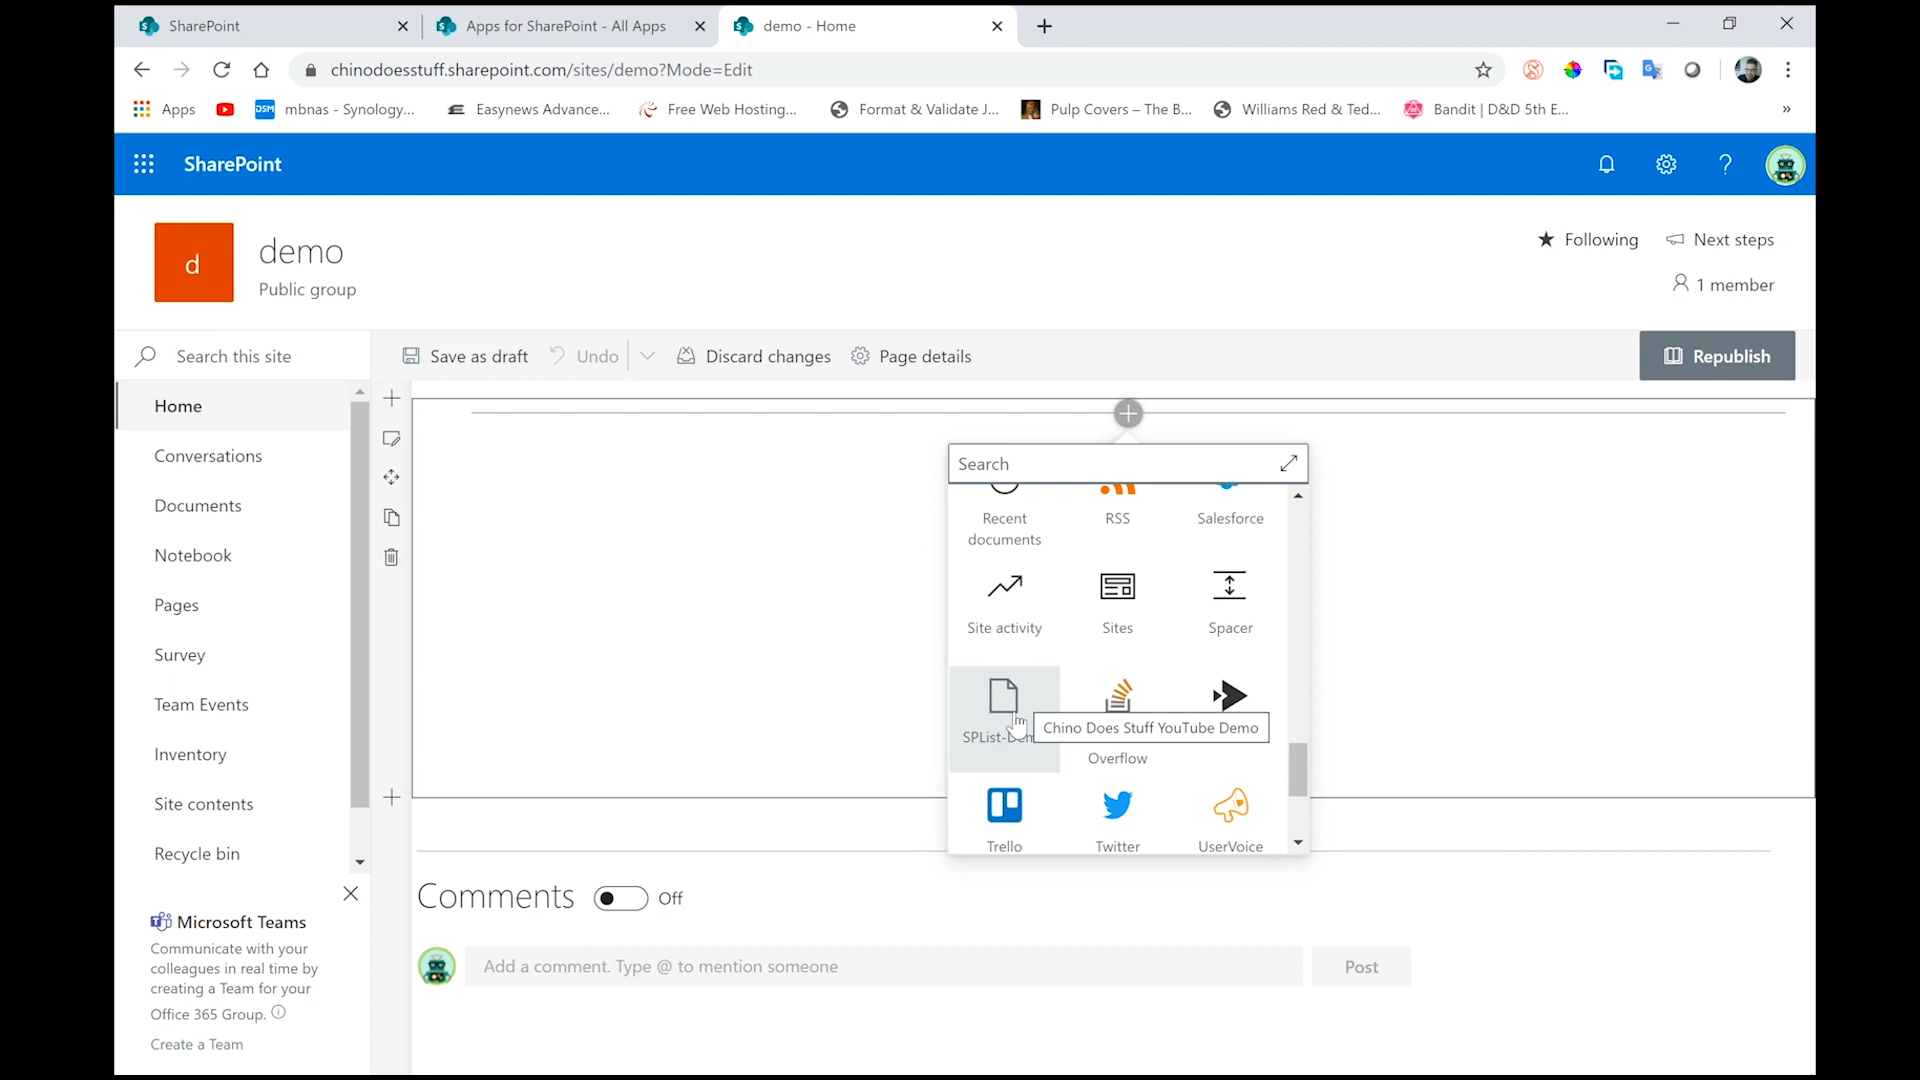 SharePoint
Apps for SharePoint - All Apps
demo - Home
chinodoesstuff.sharepoint.com/sites/demo?Mode=Edit
Apps
DSM
mbnas - Synology...
Easynews Advance...
Free Web Hosting...
Format & Validate J...
Pulp Covers – The B...
Williams Red & Ted...
Bandit | D&D 5th E...
»
SharePoint
?
d
demo
Public group
Following
Next steps
1 member
Search this site
Save as draft
Undo
Discard changes
Page details
Republish
Home
Conversations
Documents
Notebook
Pages
Survey
Team Events
Inventory
Site contents
Recycle bin
Microsoft Teams
Communicate with your
colleagues in real time by
creating a Team for your
Office 365 Group.
Create a Team
Search
Recent
documents
RSS
Salesforce
Site activity
Sites
Spacer
SPList-Dem
Chino Does Stuff YouTube Demo
Overflow
Trello
Twitter
UserVoice
Comments
Off
Add a comment. Type @ to mention someone
Post